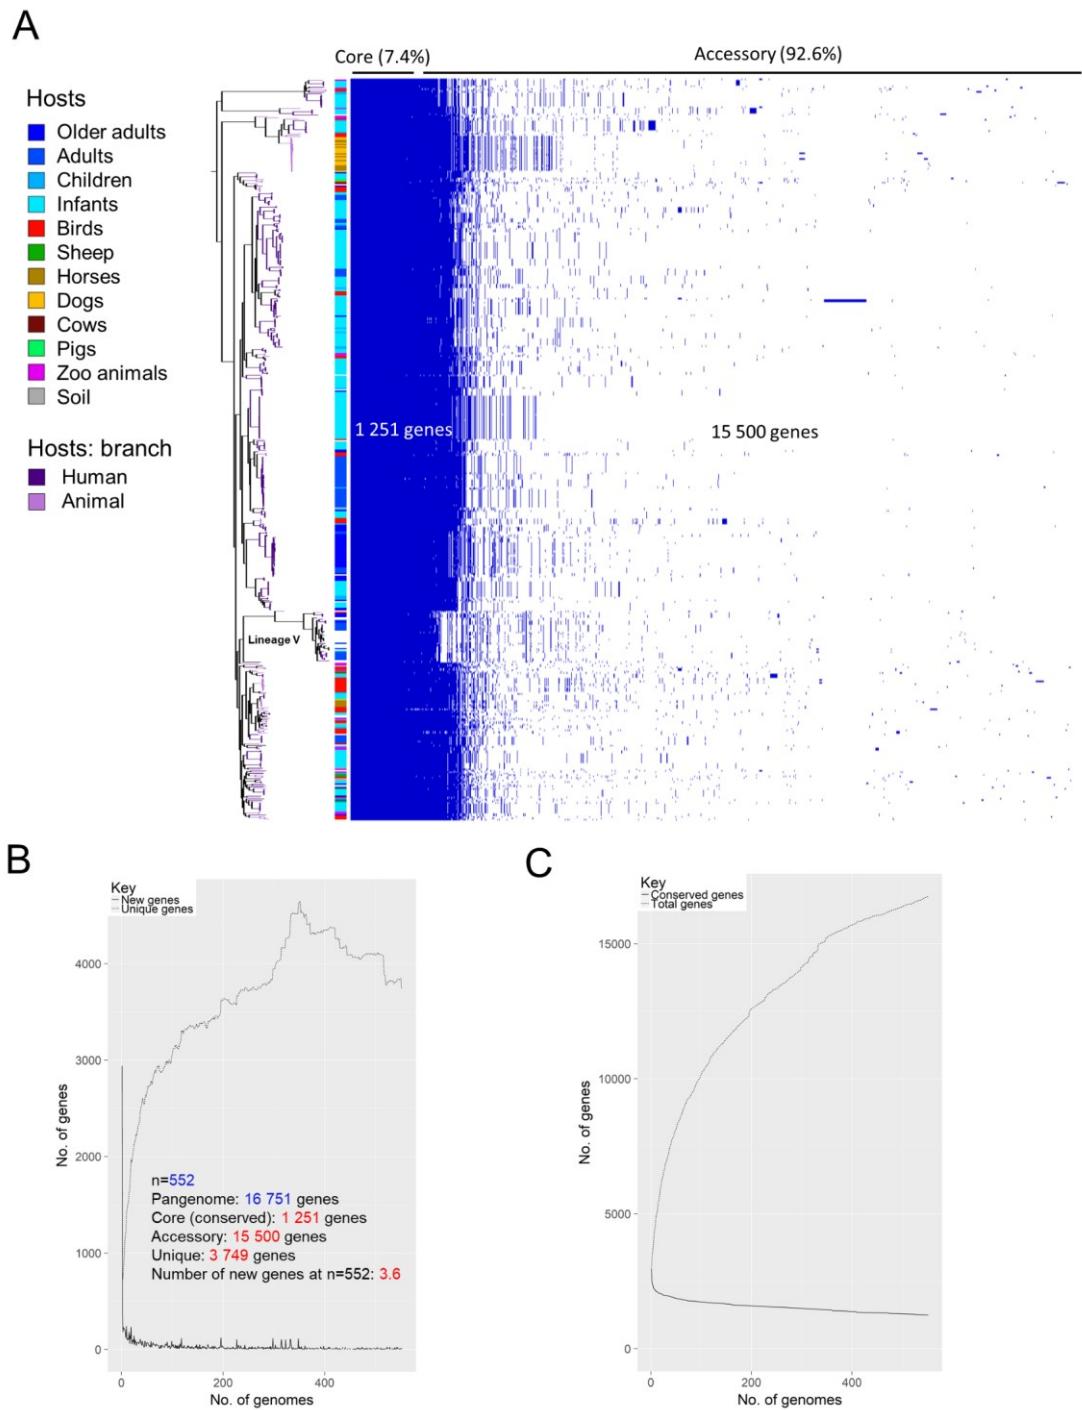 A
Core (7.4%)
Accessory (92.6%)
Hosts
Older adults
Adults
Children
Infants
Birds
Sheep
Horses
Dogs
Cows
Pigs
Zoo animals
Soil
Hosts: branch
Human
Animal
1 251 genes
15 500 genes
Lineage V
B
Key
New genes
Unique genes
4000
3000
2000
1000
0
No. of genes
n=552
Pangenome: 16 751 genes
Core (conserved): 1 251 genes
Accessory: 15 500 genes
Unique: 3 749 genes
Number of new genes at n=552: 3.6
0
200
400
No. of genomes
C
Key
Conserved genes
Total genes
15000
10000
5000
0
No. of genes
0
200
400
No. of genomes